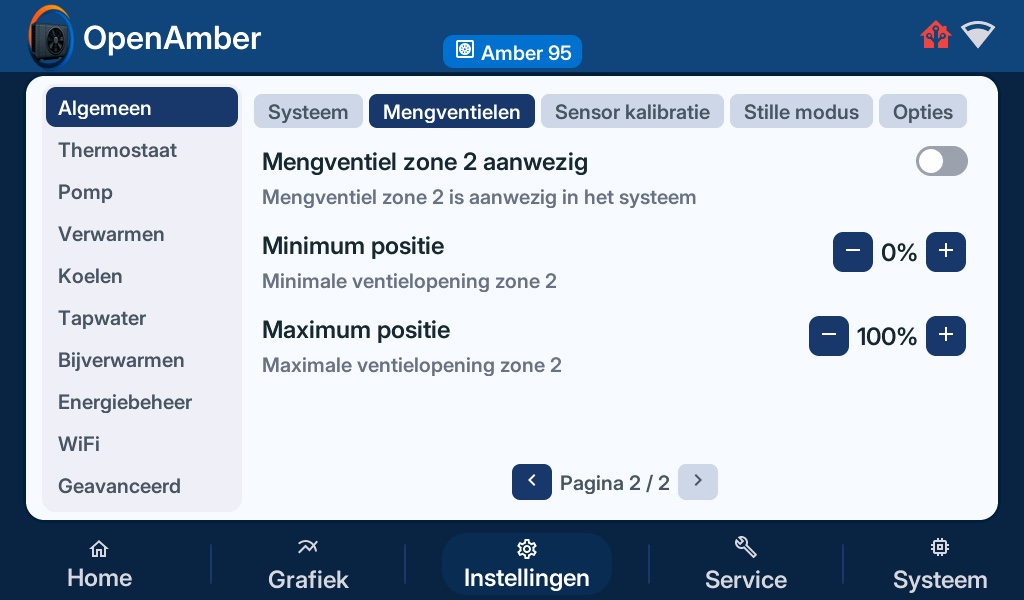 OpenAmber
Amber 95
Algemeen
Thermostaat
Pomp
Verwarmen
Koelen
Tapwater
Bijverwarmen
Energiebeheer
WiFi
Geavanceerd
Systeem Mengventielen Sensor kalibratie Stille modus Opties
Mengventiel zone 2 aanwezig
Mengventiel zone 2 is aanwezig in het systeem
Minimum positie
Minimale ventielopening zone 2
− 0% +
Maximum positie
Maximale ventielopening zone 2
− 100% +
Pagina 2 / 2
Home Grafiek Instellingen Service Systeem